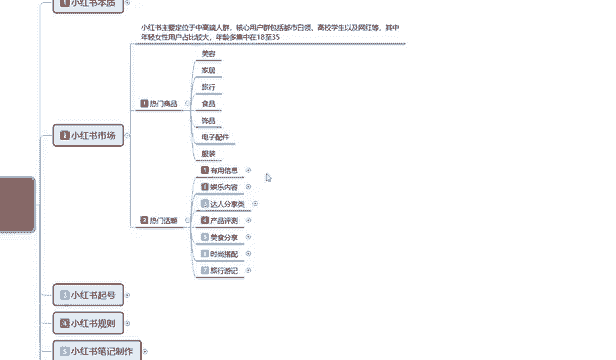 1 小红书本质
小红书主要定位于中高端人群，核心用户群包括都市白领、高校学生以及网红等，其中
年轻女性用户占比较大，年龄多集中在18至35
2 小红书市场
1 热门商品
美容
家居
旅行
食品
饰品
电子配件
服装
2 热门话题
1 有用信息
2 娱乐内容
3 达人分享类
4 产品评测
5 美食分享
6 时尚搭配
7 旅行游记
3 小红书起号
4 小红书规则
5 小红书笔记制作